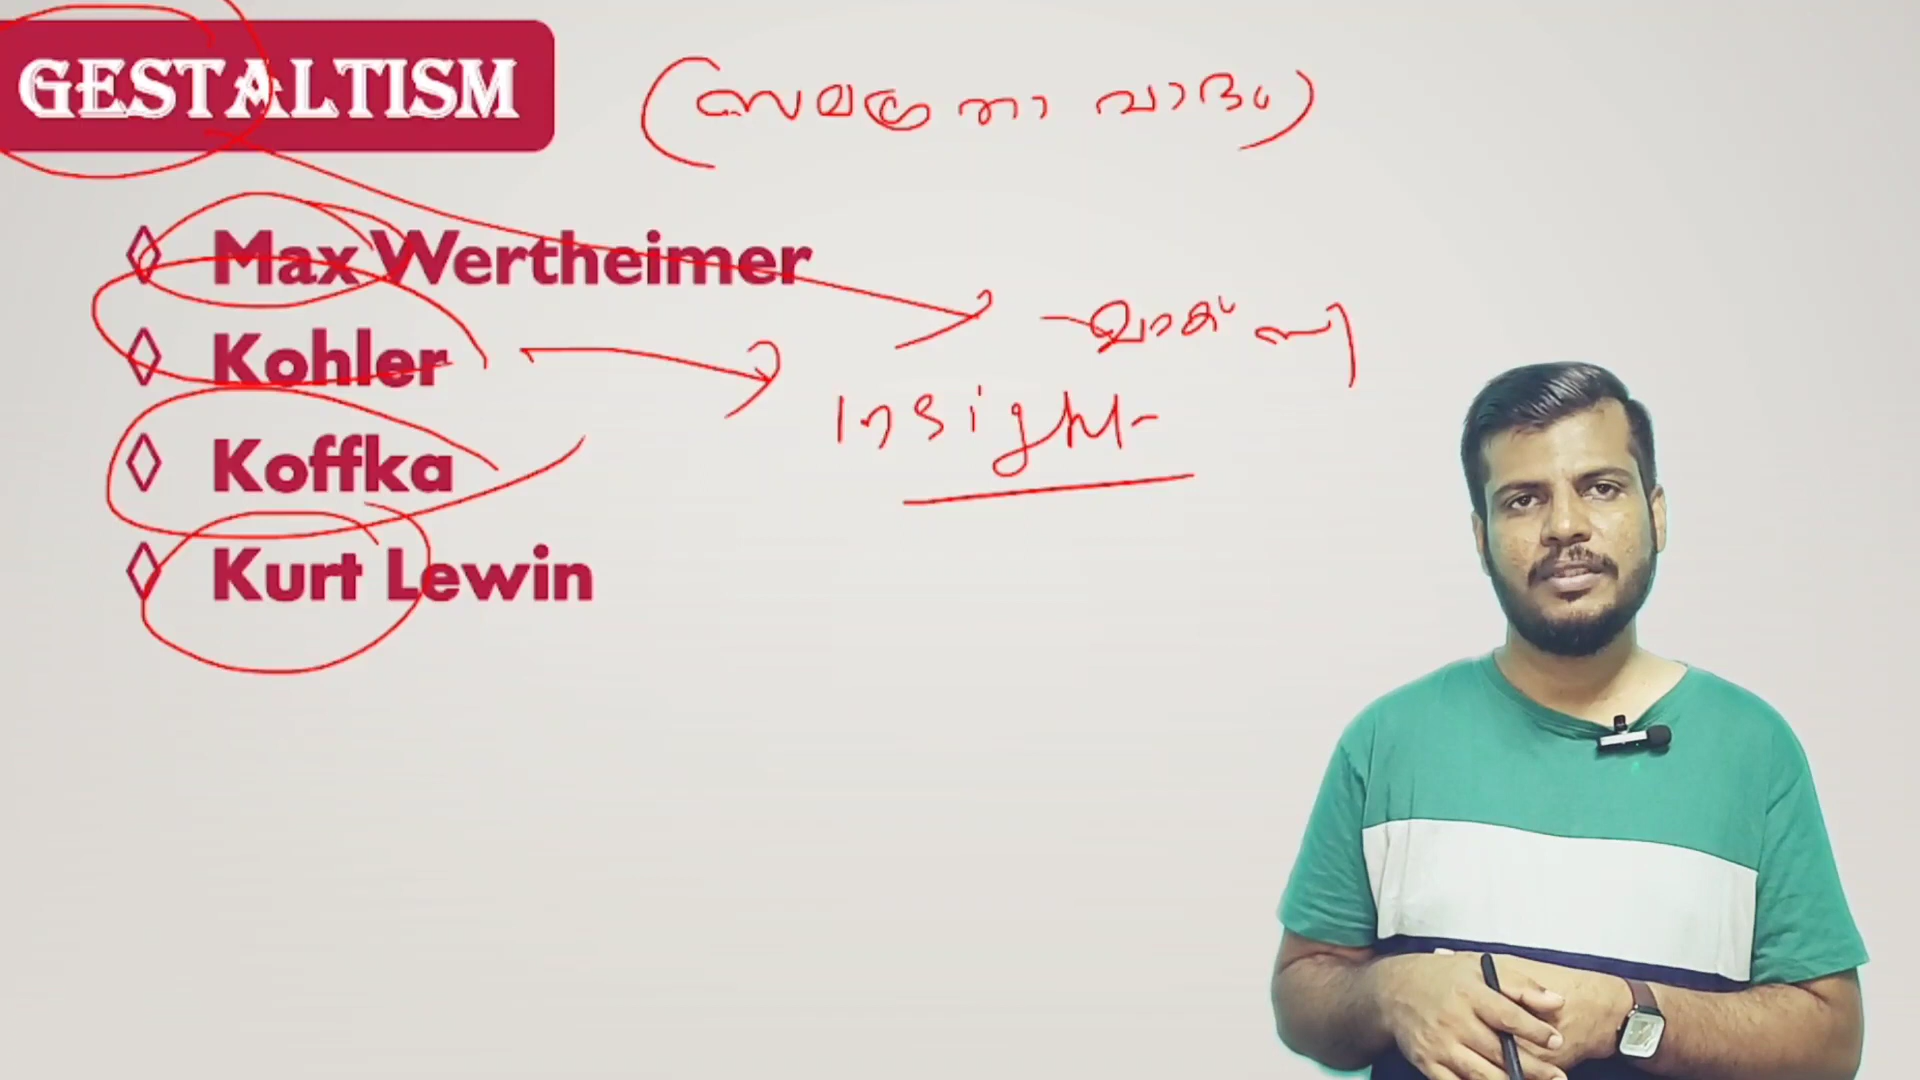 GESTALTISM (സമഗ്രതാ വാദം)
Max Wertheimer
Kohler
Insight
Koffka
Kurt Lewin